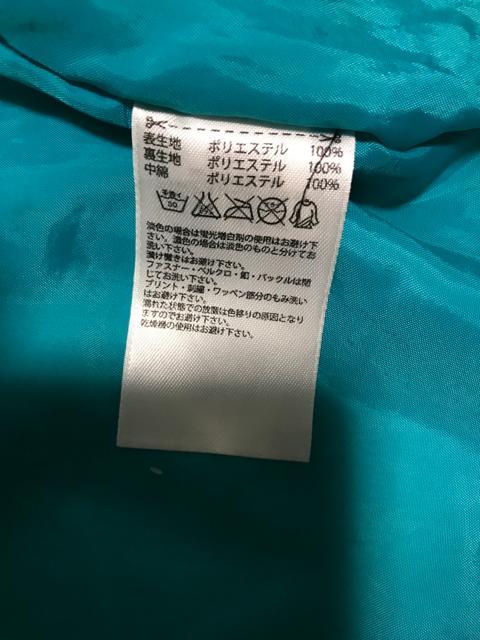 表生地 ポリエステル 100%
裏生地 ポリエステル 100%
中綿 ポリエステル 100%
手洗イ 30
淡色の場合は蛍光増白剤の使用はお避け下
さい。濃色の場合は淡色のものと分けてお
洗い下さい。
漬け置きはお避け下さい。
ファスナー・ベルクロ・釦・バックルは閉
じてお洗い下さい。
プリント・刺繍・ワッペン部分のもみ洗い
はお避け下さい。
濡れた状態での放置は色移りの原因となり
ますのでお避け下さい。
乾燥機の使用はお避け下さい。